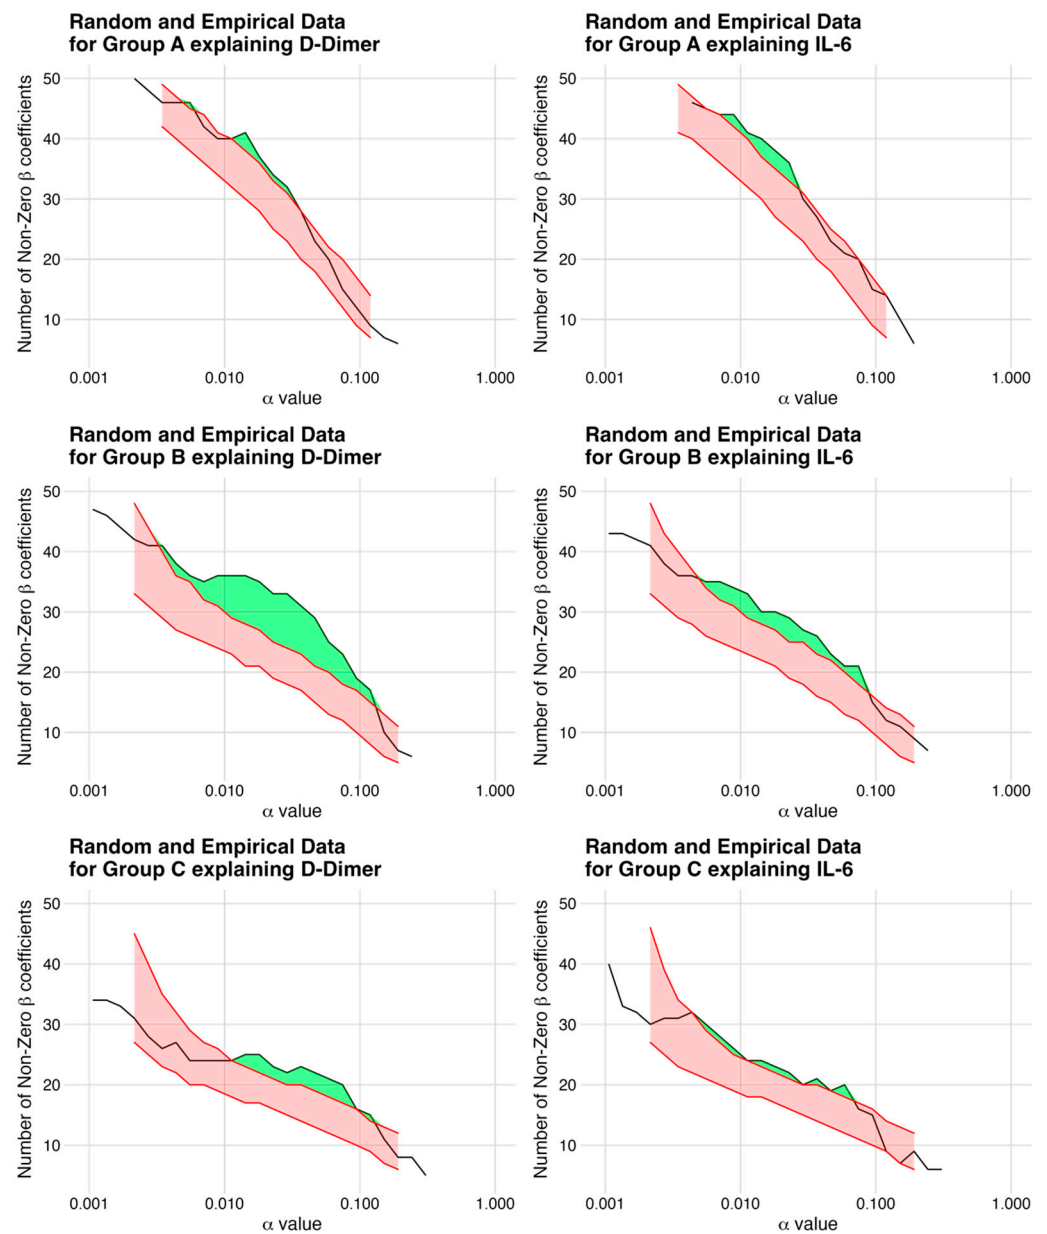 Random and Empirical Data
for Group A explaining D-Dimer
Number of Non-Zero β coefficients
50
40
30
20
10
0.001 0.010 0.100 1.000
α value
Random and Empirical Data
for Group A explaining IL-6
Number of Non-Zero β coefficients
50
40
30
20
10
0.001 0.010 0.100 1.000
α value
Random and Empirical Data
for Group B explaining D-Dimer
Number of Non-Zero β coefficients
50
40
30
20
10
0.001 0.010 0.100 1.000
α value
Random and Empirical Data
for Group B explaining IL-6
Number of Non-Zero β coefficients
50
40
30
20
10
0.001 0.010 0.100 1.000
α value
Random and Empirical Data
for Group C explaining D-Dimer
Number of Non-Zero β coefficients
50
40
30
20
10
0.001 0.010 0.100 1.000
α value
Random and Empirical Data
for Group C explaining IL-6
Number of Non-Zero β coefficients
50
40
30
20
10
0.001 0.010 0.100 1.000
α value